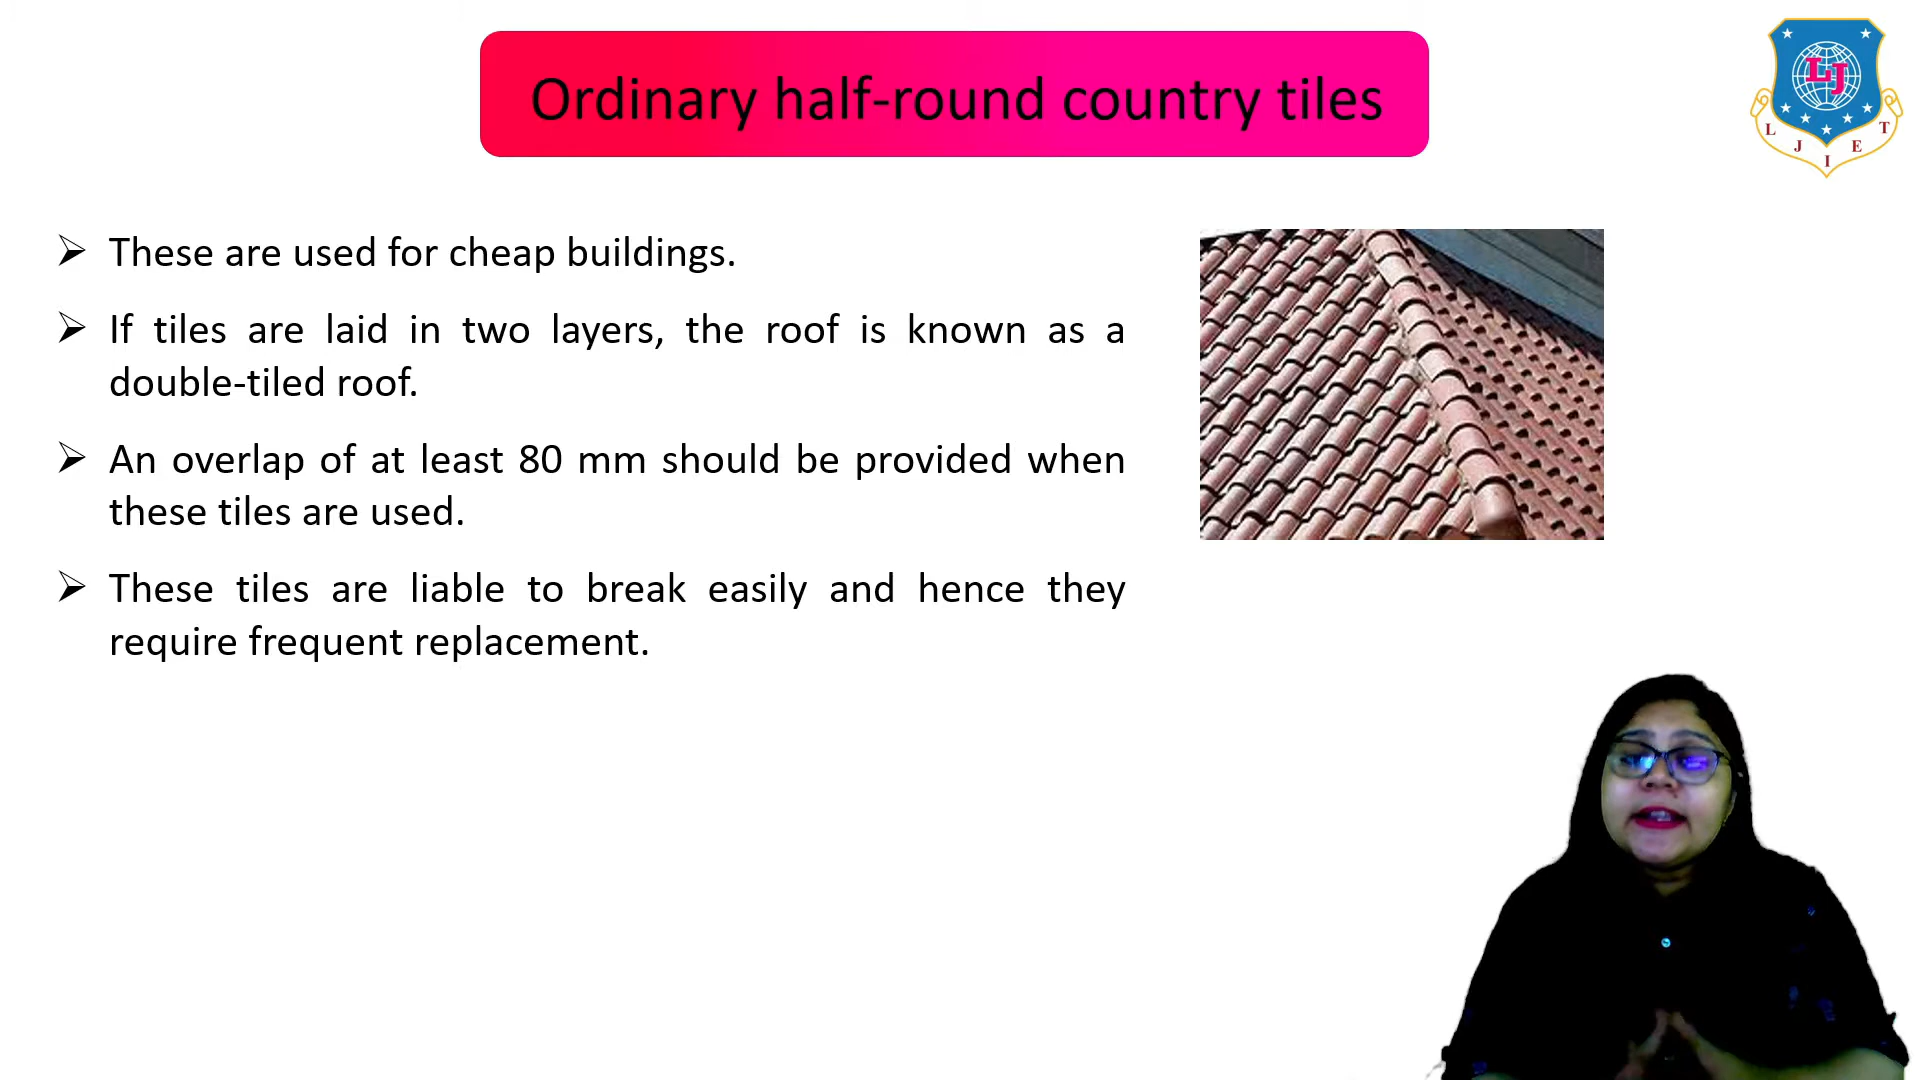 Ordinary half-round country tiles
LJ
L J I E T
➢ These are used for cheap buildings.
➢ If tiles are laid in two layers, the roof is known as a
double-tiled roof.
➢ An overlap of at least 80 mm should be provided when
these tiles are used.
➢ These tiles are liable to break easily and hence they
require frequent replacement.